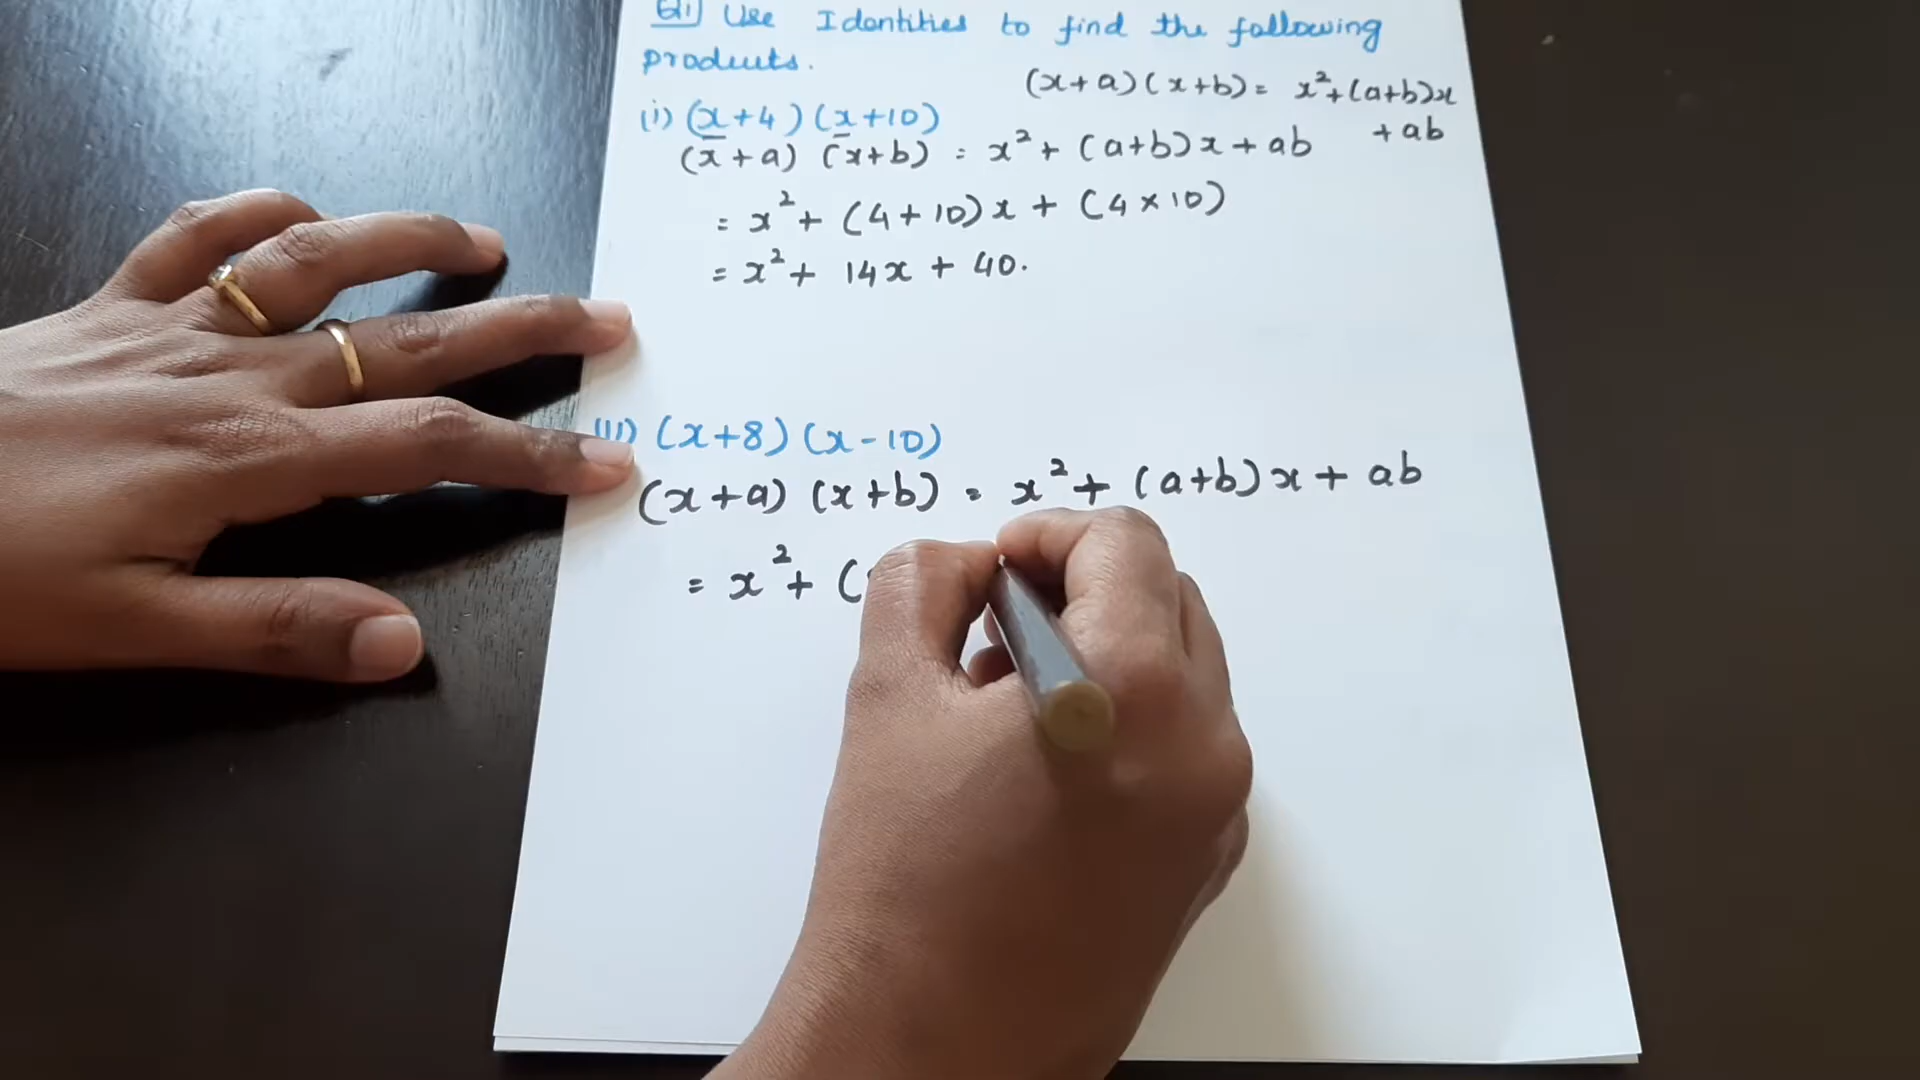 Q1) Use Identities to find the following
products.
(x+a)(x+b) = x²+(a+b)x
+ab
(i) (x+4)(x+10)
(x+a) (x+b) = x²+ (a+b)x + ab
= x²+ (4+10)x + (4×10)
= x²+ 14x + 40.
(ii) (x+8)(x-10)
(x+a) (x+b) = x²+ (a+b)x + ab
= x²+ (